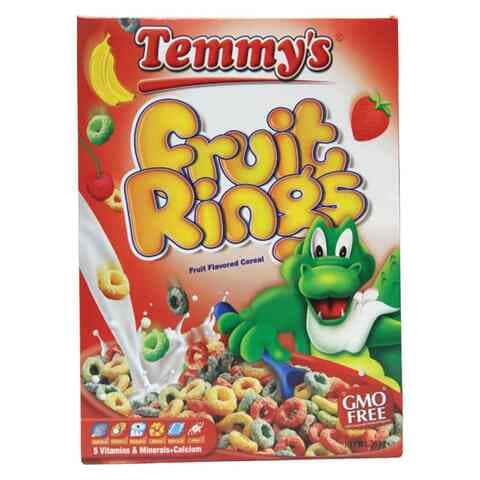 Temmy's®
Fruit
Rings
Fruit Flavored Cereal
GMO
FREE
5 Vitamins & Minerals+Calcium